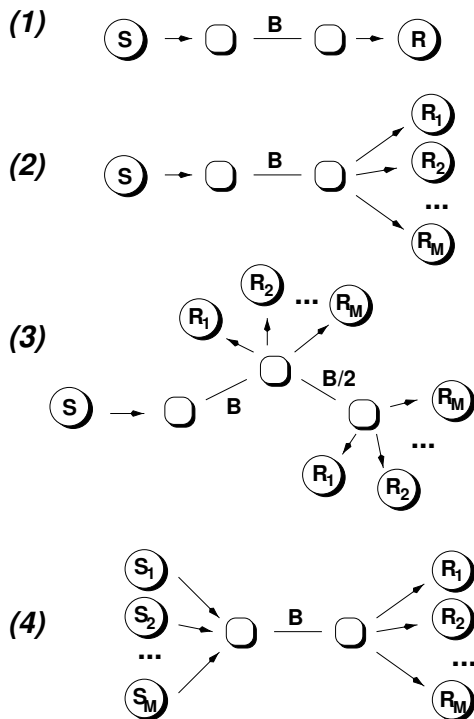 (1) S B R
(2) S B R1
R2
...
RM
(3) S B R1 R2 ... RM
B/2
R1 R2 ... RM
(4) S1 S2 ... SM
B
R1 R2 ... RM